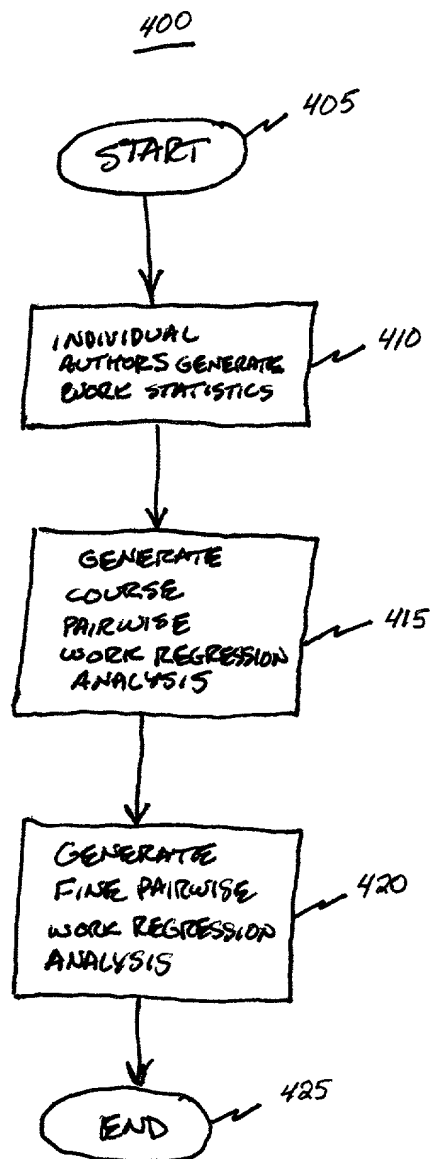 400
405
START
INDIVIDUAL
AUTHORS GENERATE
WORK STATISTICS
410
GENERATE
COURSE
PAIRWISE
WORK REGRESSION
ANALYSIS
415
GENERATE
FINE PAIRWISE
WORK REGRESSION
ANALYSIS
420
END
425